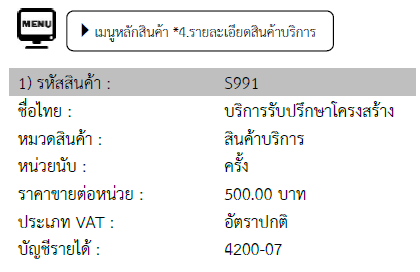 MENU
เมนูหลักสินค้า *4.รายละเอียดสินค้าบริการ
1) รหัสสินค้า : S991
ชื่อไทย : บริการรับปรึกษาโครงสร้าง
หมวดสินค้า : สินค้าบริการ
หน่วยนับ : ครั้ง
ราคาขายต่อหน่วย : 500.00 บาท
ประเภท VAT : อัตราปกติ
บัญชีรายได้ : 4200-07